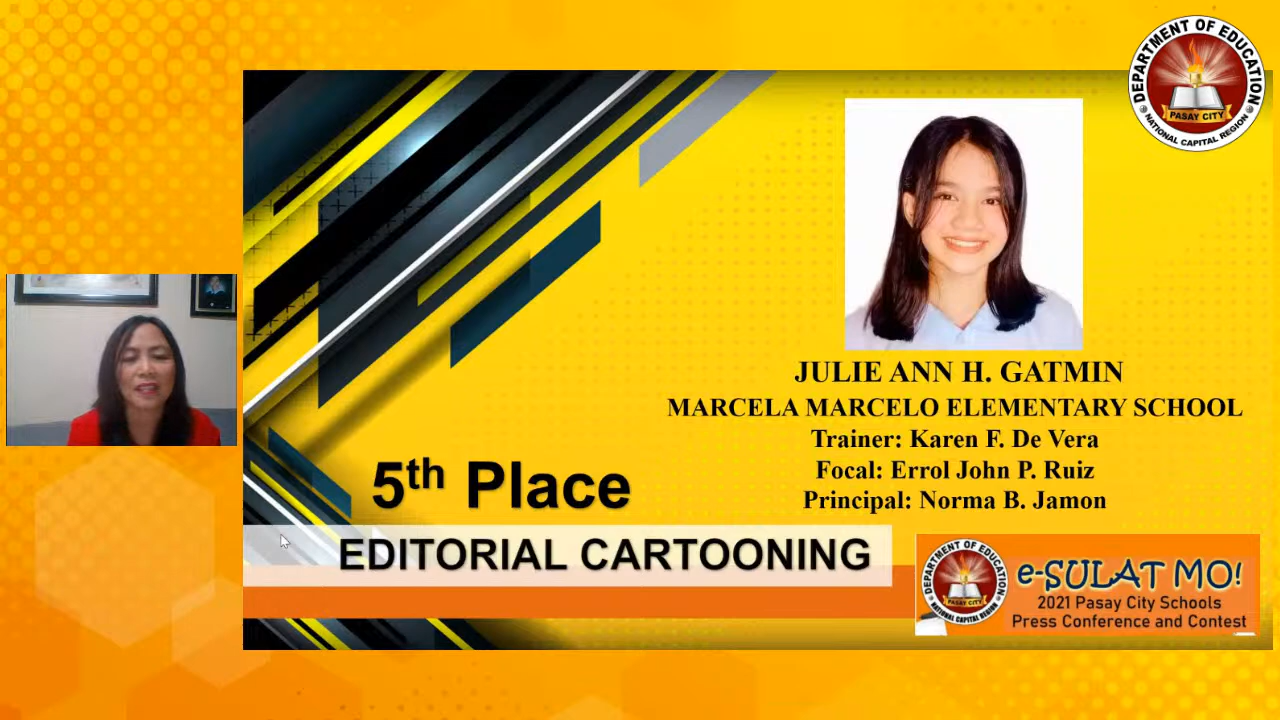 DEPARTMENT OF EDUCATION
PASAY CITY
NATIONAL CAPITAL REGION
JULIE ANN H. GATMIN
MARCELA MARCELO ELEMENTARY SCHOOL
Trainer: Karen F. De Vera
Focal: Errol John P. Ruiz
Principal: Norma B. Jamon
5th Place
EDITORIAL CARTOONING
DEPARTMENT OF EDUCATION
PASAY CITY
NATIONAL CAPITAL REGION
e-SULAT MO!
2021 Pasay City Schools
Press Conference and Contest